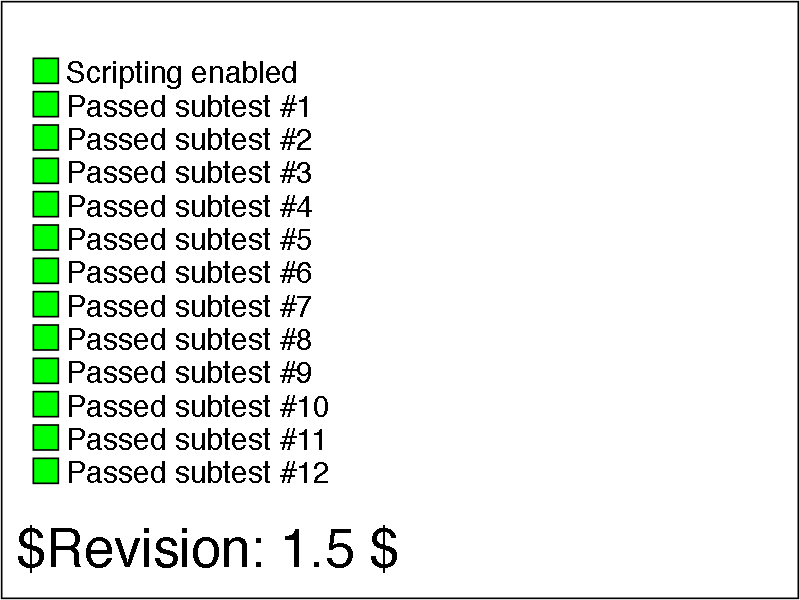 Scripting enabled
Passed subtest #1
Passed subtest #2
Passed subtest #3
Passed subtest #4
Passed subtest #5
Passed subtest #6
Passed subtest #7
Passed subtest #8
Passed subtest #9
Passed subtest #10
Passed subtest #11
Passed subtest #12
$Revision: 1.5 $